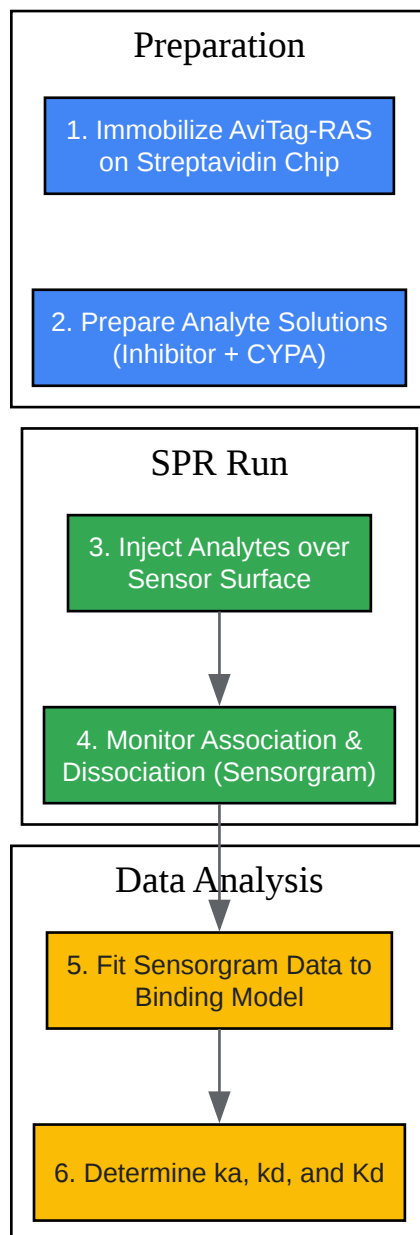 Preparation
1. Immobilize AviTag-RAS
on Streptavidin Chip
2. Prepare Analyte Solutions
(Inhibitor + CYPA)
SPR Run
3. Inject Analytes over
Sensor Surface
4. Monitor Association &
Dissociation (Sensorgram)
Data Analysis
5. Fit Sensorgram Data to
Binding Model
6. Determine ka, kd, and Kd